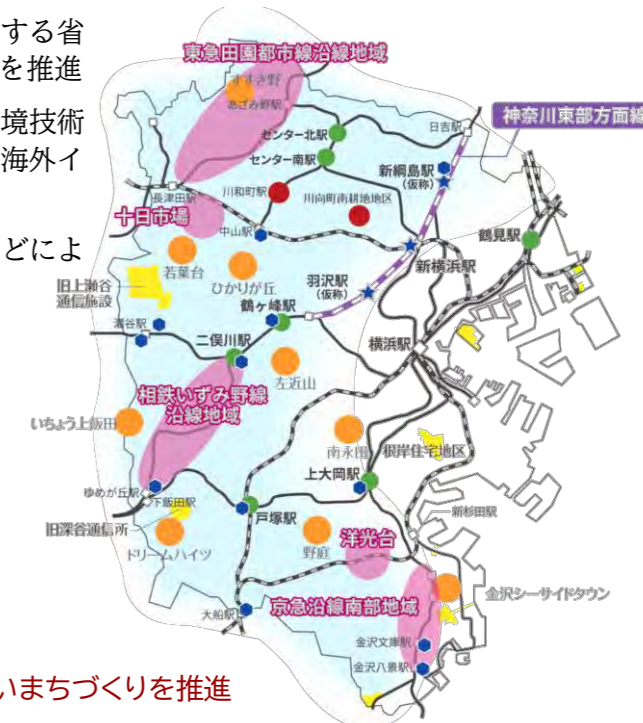 する省
を推進
境技術
海外イ
どによ
東急田園都市線沿線地域
すすき野
あざみ野駅
日吉駅
神奈川東部方面線
センター北駅
センター南駅
新綱島駅
(仮称)
川和町駅
川向町南耕地地区
長津田駅
十日市場
中山駅
鶴見駅
新横浜駅
若葉台
ひかりが丘
羽沢駅
(仮称)
旧上瀬谷
通信施設
鶴ヶ峰駅
瀬谷駅
二俣川駅
横浜駅
左近山
相鉄いずみ野線
沿線地域
いちょう上飯田
南永田
根岸住宅地区
上大岡駅
ゆめが丘駅
下飯田駅
旧深谷通信所
戸塚駅
新杉田駅
ドリームハイツ
野庭
洋光台
金沢シーサイドタウン
京急沿線南部地域
大船駅
金沢文庫駅
金沢八景駅
いまちづくりを推進